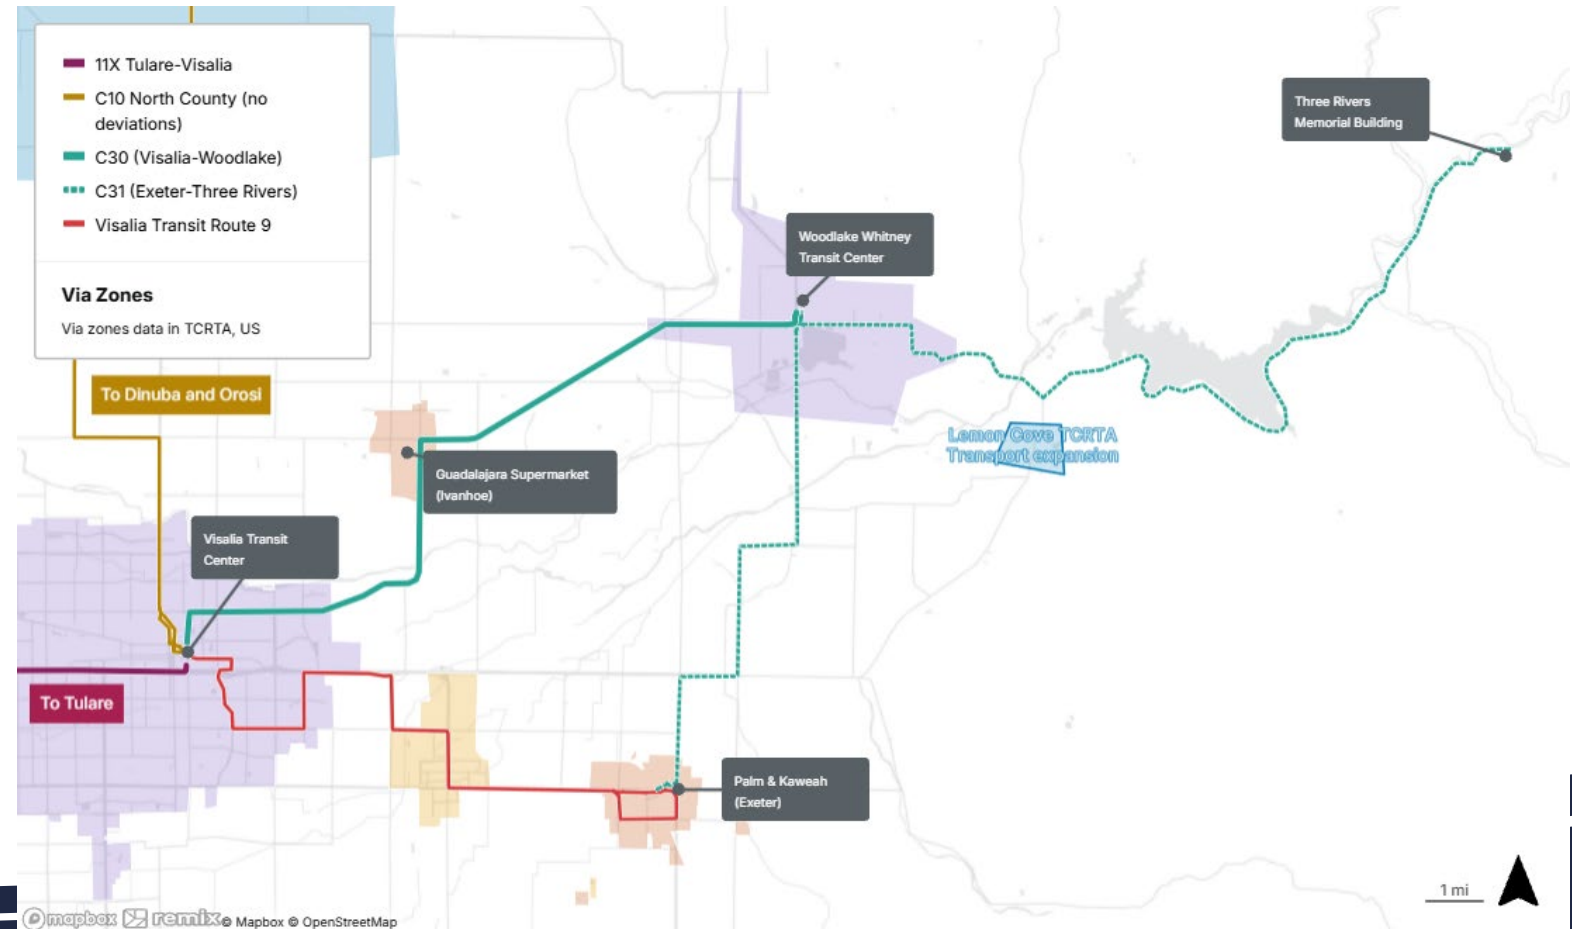 11X Tulare-Visalia
C10 North County (no
deviations)
C30 (Visalia-Woodlake)
C31 (Exeter-Three Rivers)
Visalia Transit Route 9
Via Zones
Via zones data in TCRTA, US
Three Rivers
Memorial Building
Woodlake Whitney
Transit Center
To Dinuba and Orosi
Lemon Cove TCRTA
Transport expansion
Guadalajara Supermarket
(Ivanhoe)
Visalia Transit
Center
To Tulare
Palm & Kaweah
(Exeter)
1 mi
mapbox remix © Mapbox © OpenStreetMap